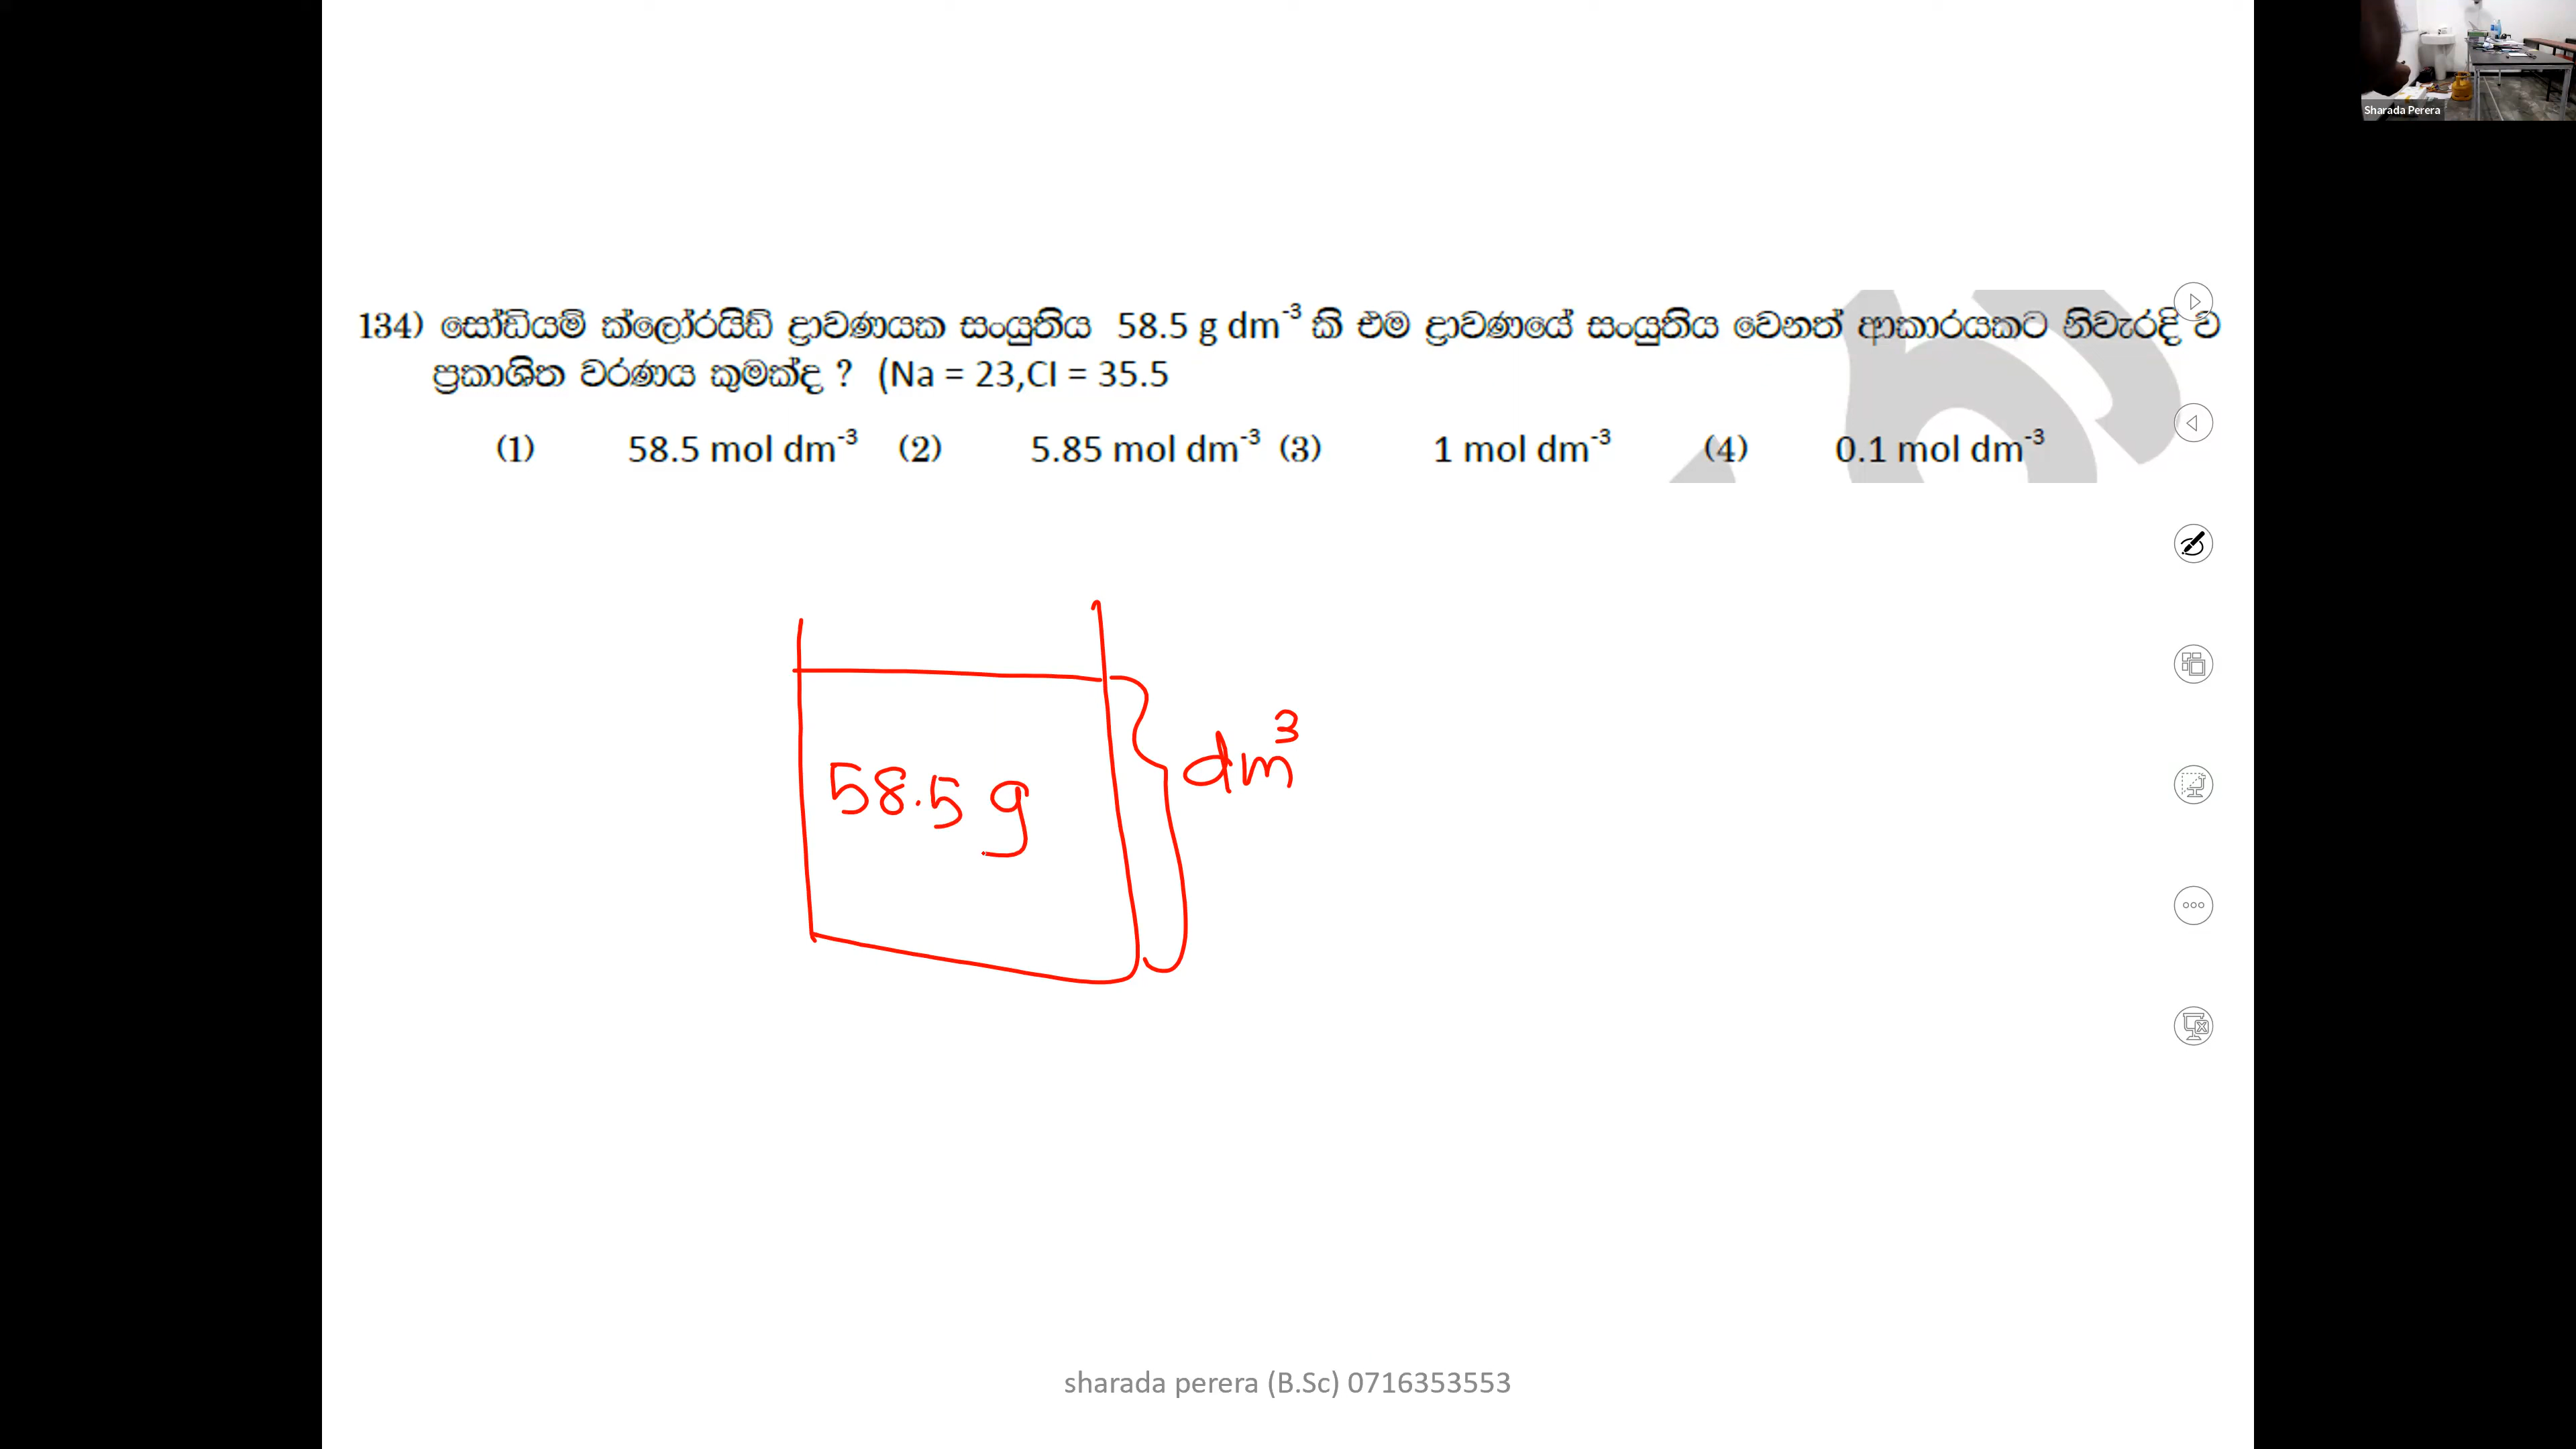 Sharada Perera
134) සෝඩියම් ක්ලෝරයිඩ් ද්‍රාවණයක සංයුතිය 58.5 g dm⁻³ කි එම ද්‍රාවණයේ සංයුතිය වෙනත් ආකාරයකට නිවැරදි ව
ප්‍රකාශිත වරණය කුමක්ද ? (Na = 23,Cl = 35.5
(1) 58.5 mol dm⁻³ (2) 5.85 mol dm⁻³ (3) 1 mol dm⁻³ (4) 0.1 mol dm⁻³
dm³
58.5 g
sharada perera (B.Sc) 0716353553